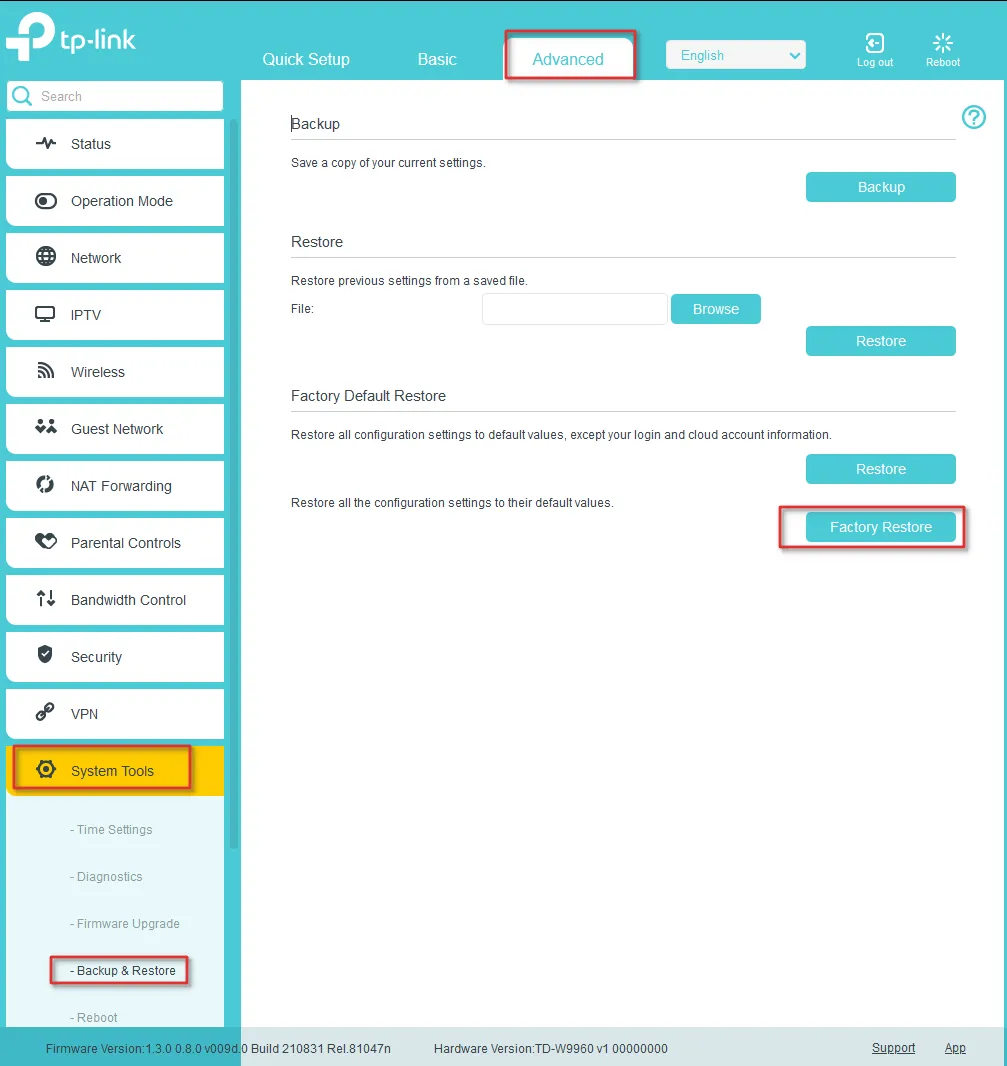 tp-link
Quick Setup
Basic
Advanced
English
Log out
Reboot
Search
Status
Operation Mode
Network
IPTV
Wireless
Guest Network
NAT Forwarding
Parental Controls
Bandwidth Control
Security
VPN
System Tools
- Time Settings
- Diagnostics
- Firmware Upgrade
- Backup & Restore
- Reboot
Backup
?
Save a copy of your current settings.
Backup
Restore
Restore previous settings from a saved file.
File:
Browse
Restore
Factory Default Restore
Restore all configuration settings to default values, except your login and cloud account information.
Restore
Restore all the configuration settings to their default values.
Factory Restore
Firmware Version:1.3.0 0.8.0 v009d.0 Build 210831 Rel.81047n
Hardware Version:TD-W9960 v1 00000000
Support
App